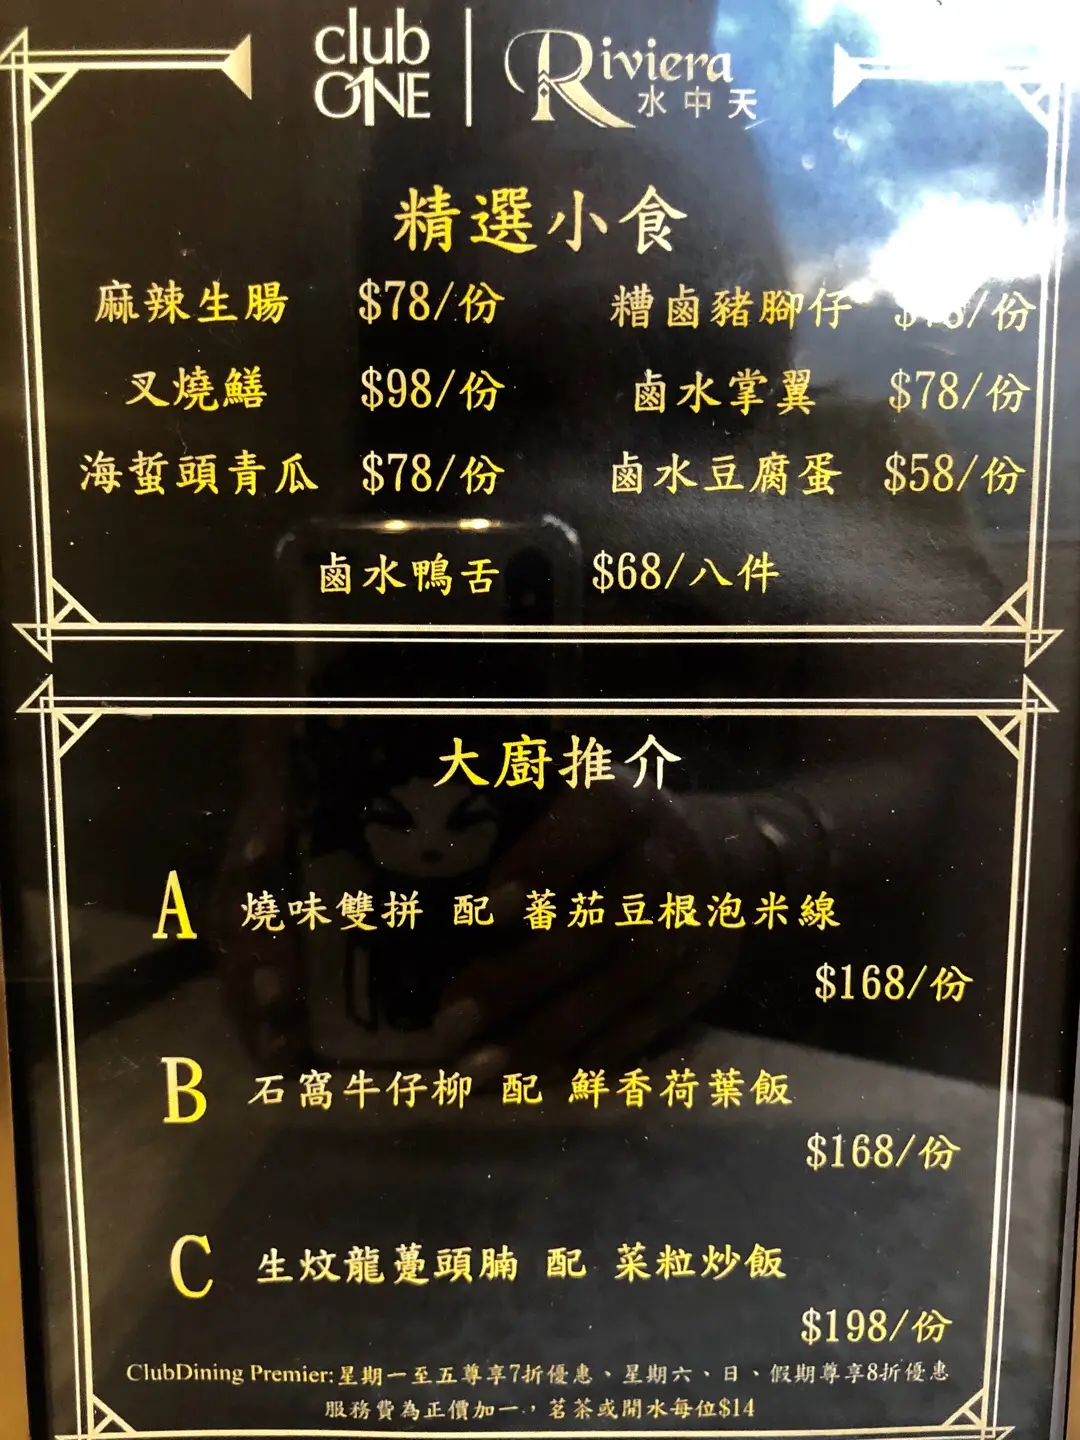 club ONE | Riviera 水中天
精選小食
麻辣生腸 $78/份 糟鹵豬腳仔 /份
叉燒鱔 $98/份 鹵水掌翼 $78/份
海蜇頭青瓜 $78/份 鹵水豆腐蛋 $58/份
鹵水鴨舌 $68/八件
大廚推介
A 燒味雙拼 配 蕃茄豆根泡米線
$168/份
B 石窩牛仔柳 配 鮮香荷葉飯
$168/份
C 生炆龍躉頭腩 配 菜粒炒飯
$198/份
ClubDining Premier:星期一至五尊享7折優惠、星期六、日、假期尊享8折優惠
服務費為正價加一，茗茶或開水每位$14